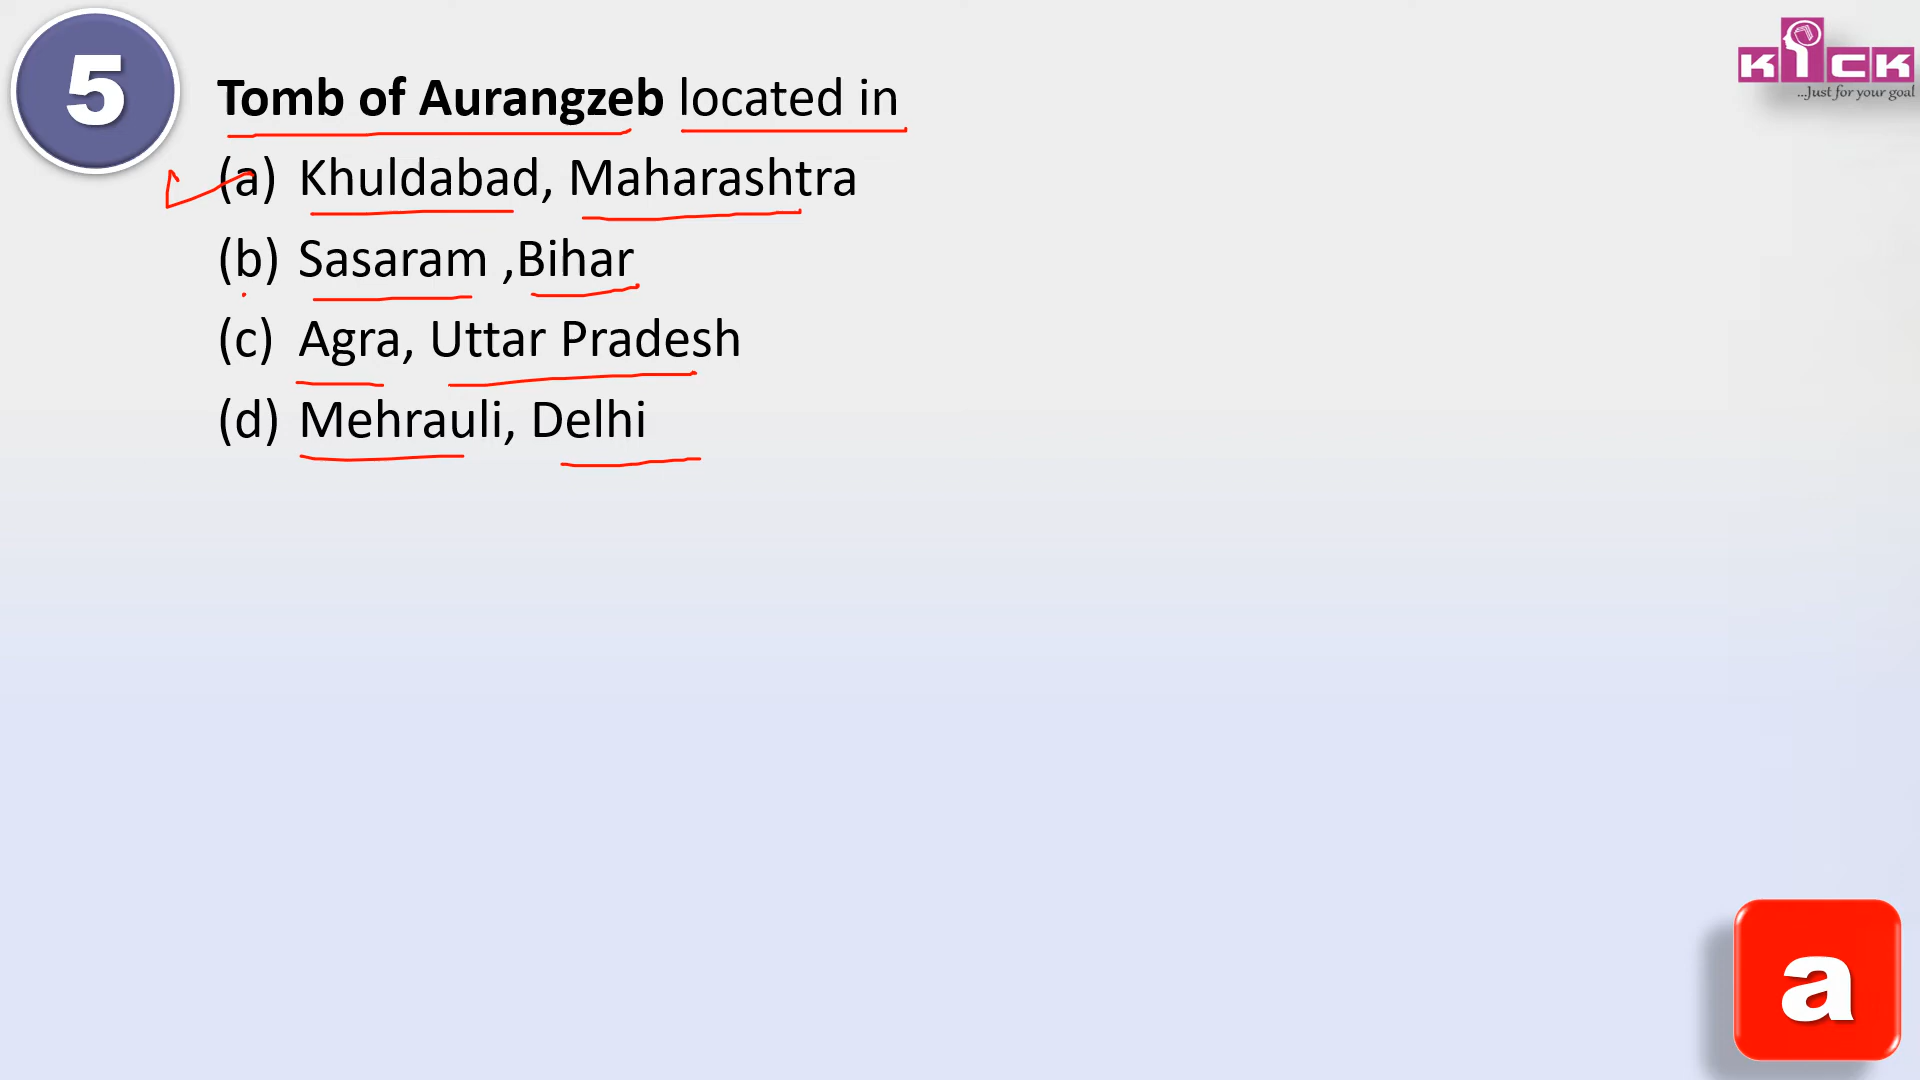 5
KICK
...Just for your goal
Tomb of Aurangzeb located in
(a) Khuldabad, Maharashtra
(b) Sasaram ,Bihar
(c) Agra, Uttar Pradesh
(d) Mehrauli, Delhi
a